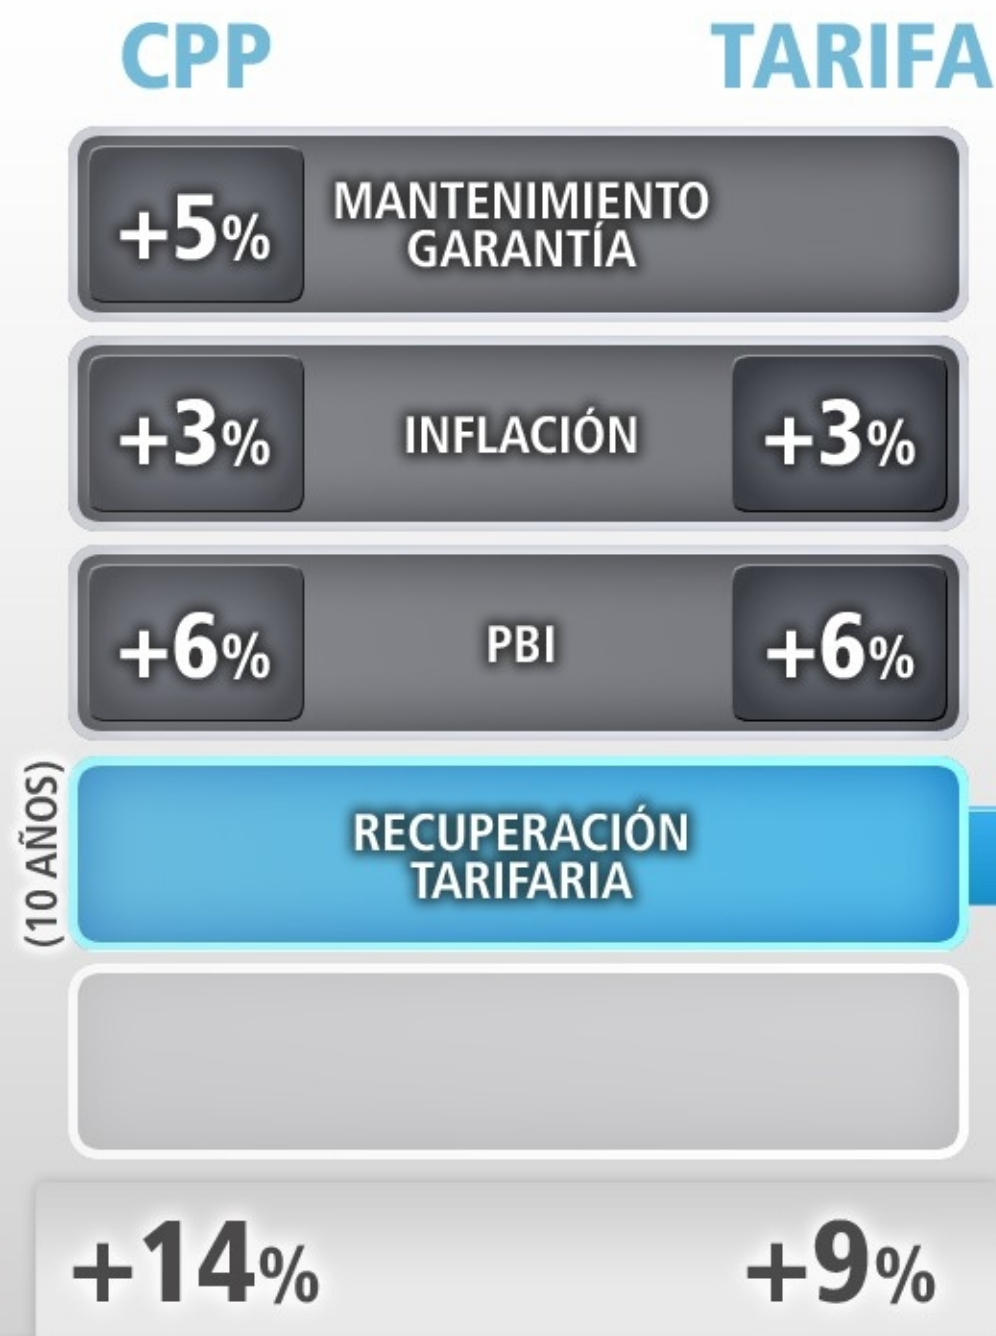 CPP TARIFA
+5% MANTENIMIENTO
GARANTÍA
+3% INFLACIÓN +3%
+6% PBI +6%
(10 AÑOS)
RECUPERACIÓN
TARIFARIA
+14% +9%